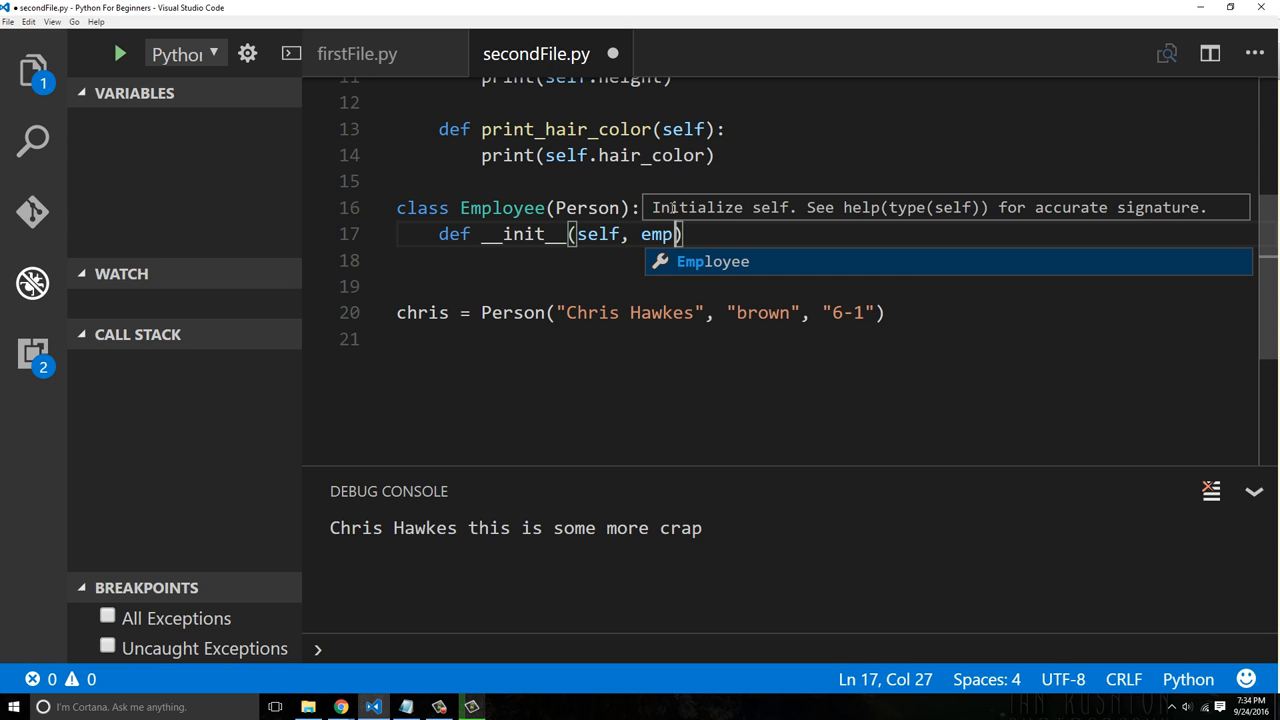 ● secondFile.py - Python For Beginners - Visual Studio Code
File Edit View Go Help
Python
firstFile.py
secondFile.py
1
VARIABLES
11 print(self.height)
12
13 def print_hair_color(self):
14 print(self.hair_color)
15
16 class Employee(Person):
Initialize self. See help(type(self)) for accurate signature.
17 def __init__(self, emp)
Employee
18
19
20 chris = Person("Chris Hawkes", "brown", "6-1")
21
WATCH
CALL STACK
2
DEBUG CONSOLE
Chris Hawkes this is some more crap
BREAKPOINTS
All Exceptions
Uncaught Exceptions
0 0
Ln 17, Col 27 Spaces: 4 UTF-8 CRLF Python
I'm Cortana. Ask me anything.
7:34 PM
9/24/2016